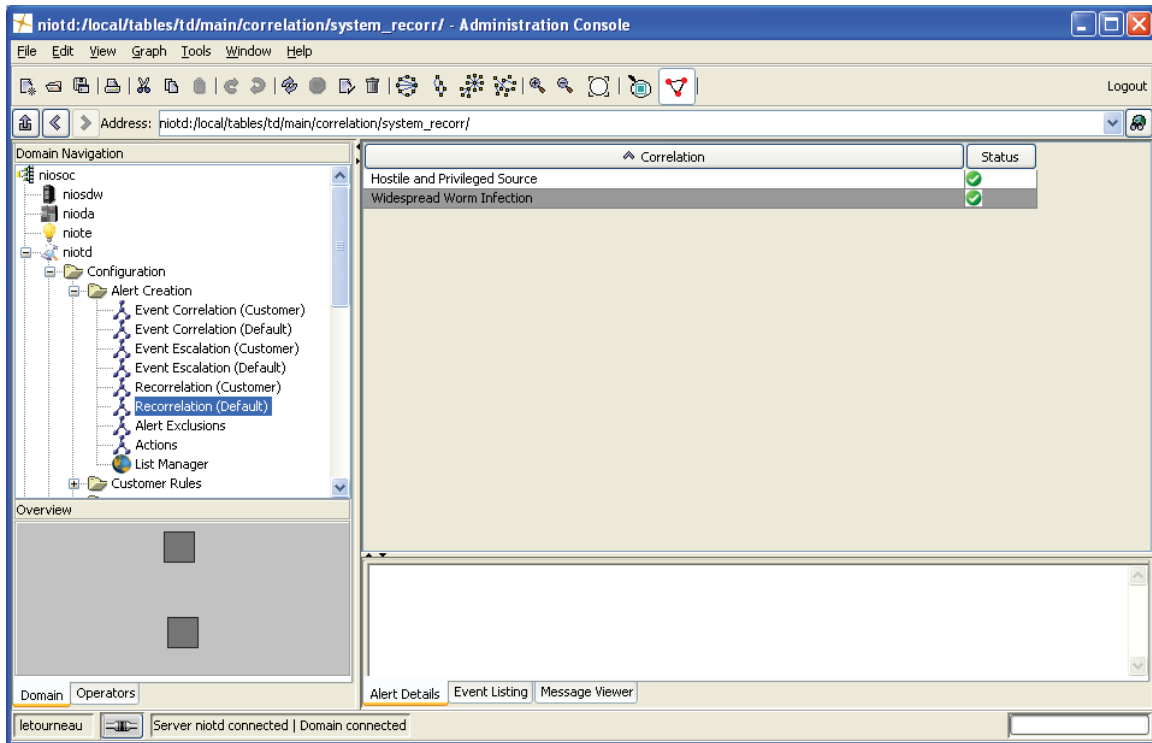 niotd:/local/tables/td/main/correlation/system_recorr/ - Administration Console
File Edit View Graph Tools Window Help
Logout
Address: niotd:/local/tables/td/main/correlation/system_recorr/
Domain Navigation
niosoc
niosdw
nioda
niote
niotd
Configuration
Alert Creation
Event Correlation (Customer)
Event Correlation (Default)
Event Escalation (Customer)
Event Escalation (Default)
Recorrelation (Customer)
Recorrelation (Default)
Alert Exclusions
Actions
List Manager
Customer Rules
Correlation Status
Hostile and Privileged Source
Widespread Worm Infection
Overview
Domain Operators
Alert Details Event Listing Message Viewer
letourneau Server niotd connected | Domain connected